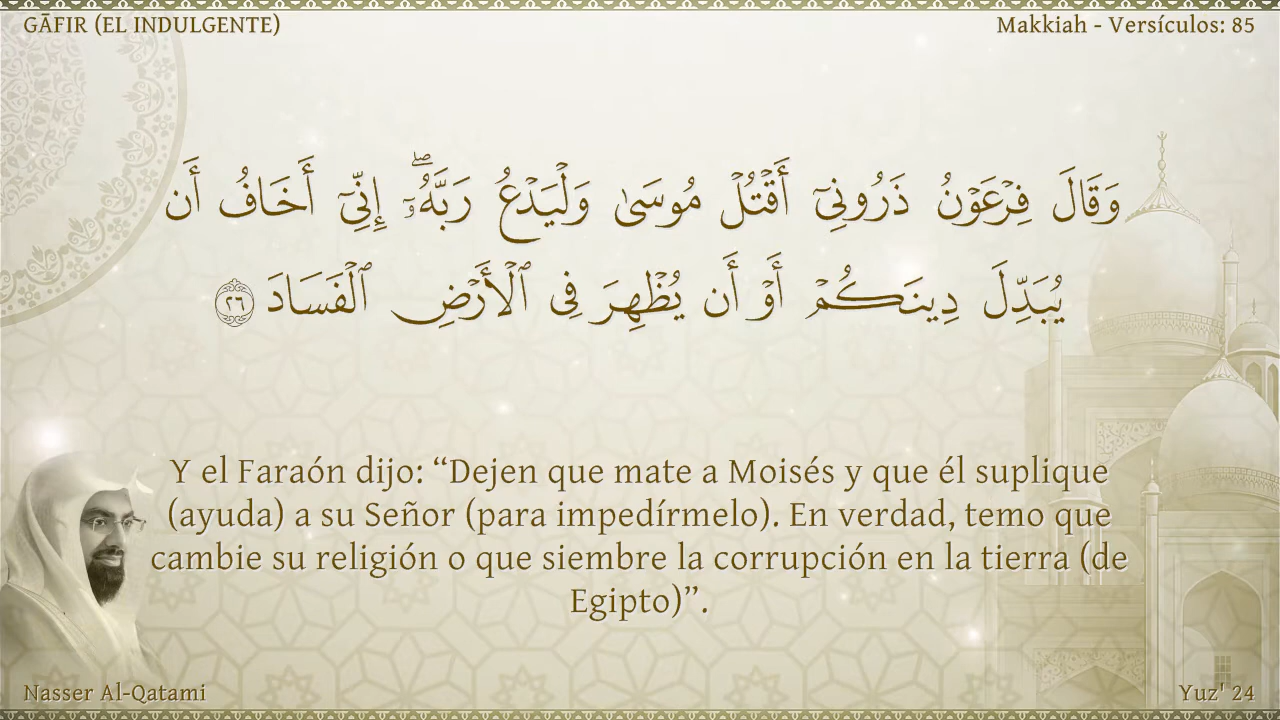 GĀFIR (EL INDULGENTE)
Makkiah - Versículos: 85
وَقَالَ فِرْعَوْنُ ذَرُونِىٓ أَقْتُلْ مُوسَىٰ وَلْيَدْعُ رَبَّهُۥٓ ۖ إِنِّىٓ أَخَافُ أَن
يُبَدِّلَ دِينَكُمْ أَوْ أَن يُظْهِرَ فِى ٱلْأَرْضِ ٱلْفَسَادَ ٢٦
Y el Faraón dijo: “Dejen que mate a Moisés y que él suplique
(ayuda) a su Señor (para impedírmelo). En verdad, temo que
cambie su religión o que siembre la corrupción en la tierra (de
Egipto)”.
Nasser Al-Qatami
Yuz' 24